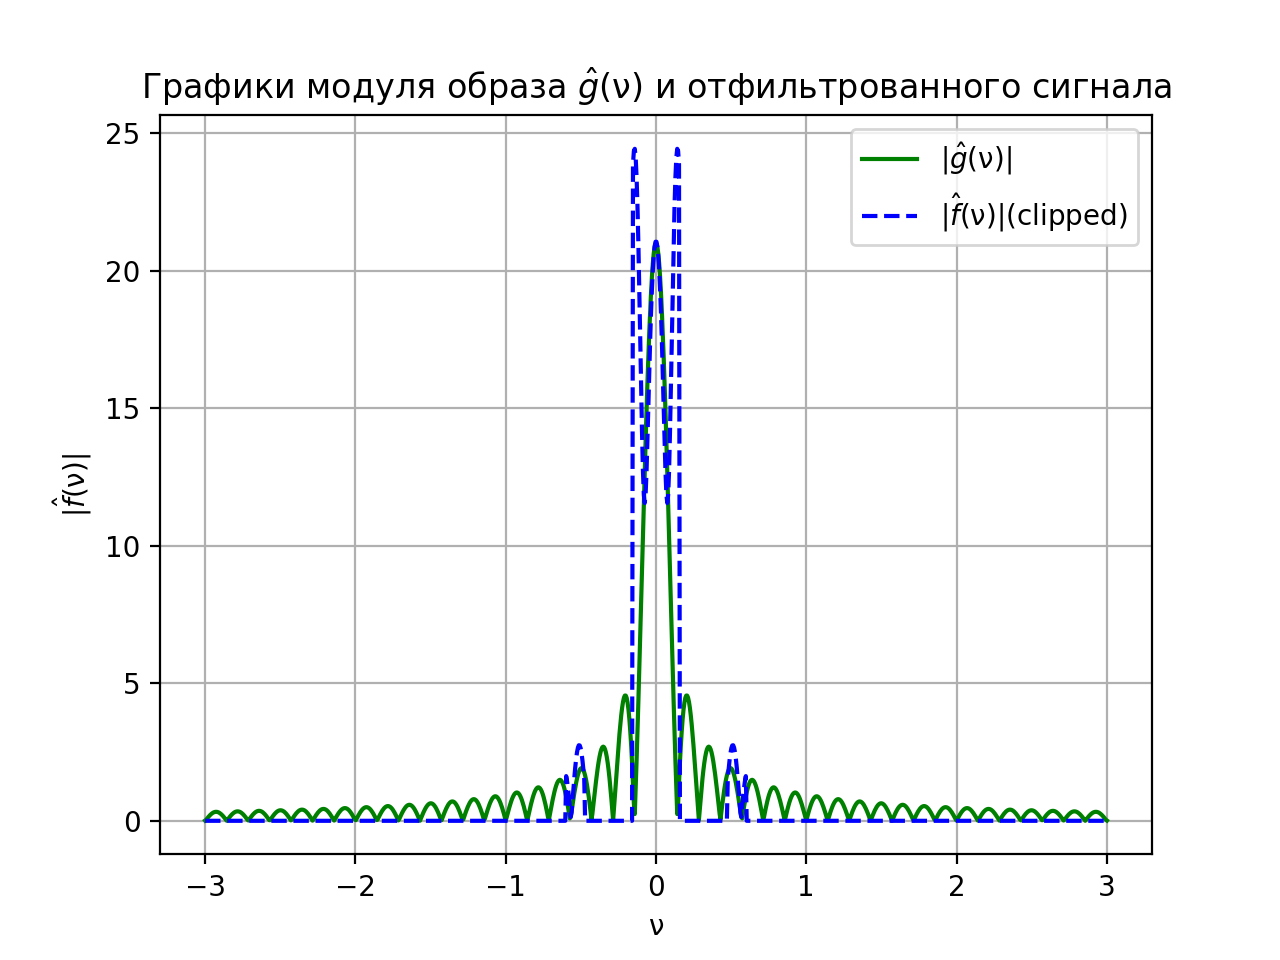 Графики модуля образа ĝ(ν) и отфильтрованного сигнала
|ĝ(ν)|
|f̂(ν)|(clipped)
25
20
15
10
5
0
|f̂(ν)|
−3 −2 −1 0 1 2 3
ν